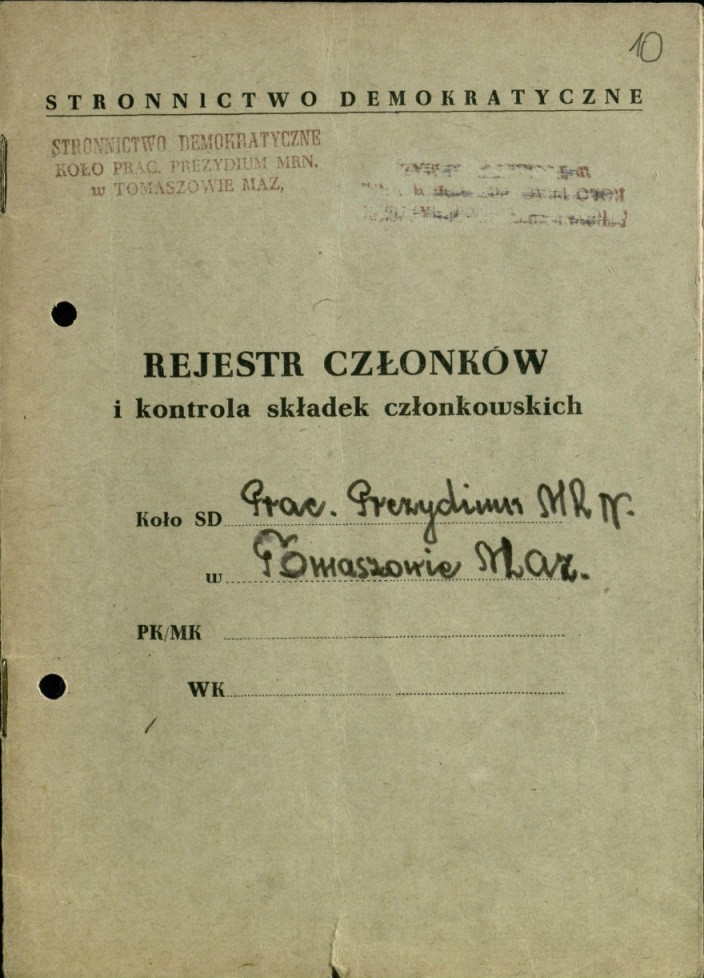 10
STRONNICTWO DEMOKRATYCZNE
STRONNICTWO DEMOKRATYCZNE
KOŁO PRAC. PREZYDIUM MRN.
w TOMASZOWIE MAZ,
REJESTR CZŁONKÓW
i kontrola składek członkowskich
Koło SD Prac. Prezydium MRN.
w Tomaszowie Maz.
PK/MK
WK